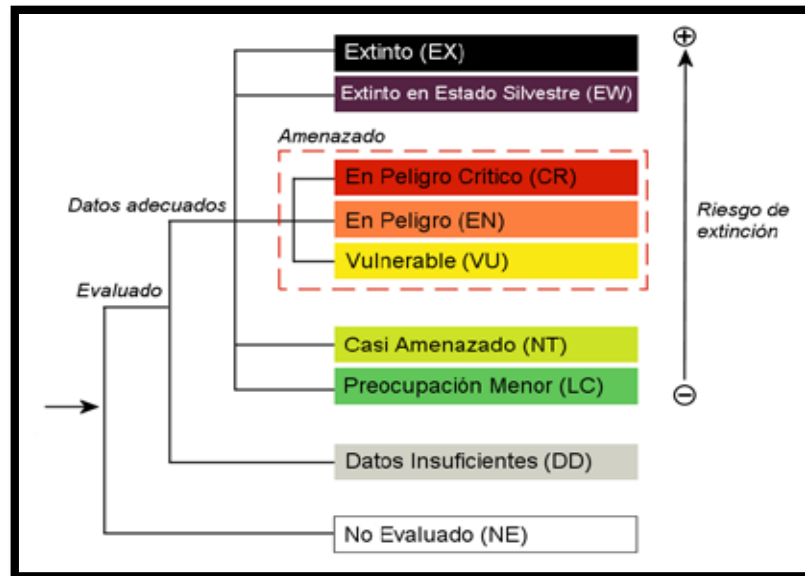 Extinto (EX)
Extinto en Estado Silvestre (EW)
Amenazado
En Peligro Critico (CR)
Datos adecuados
En Peligro (EN)
Riesgo de
extinción
Vulnerable (VU)
Evaluado
Casi Amenazado (NT)
Preocupación Menor (LC)
Datos Insuficientes (DD)
No Evaluado (NE)